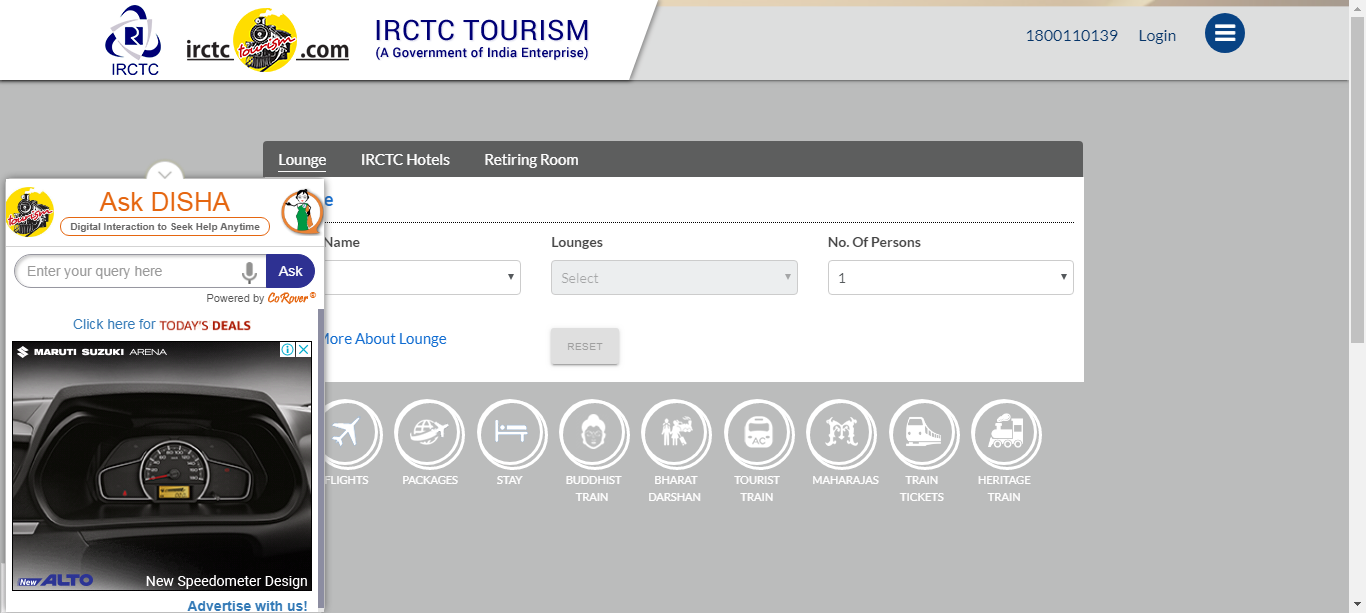 IRCTC
irctc tourism .com
IRCTC TOURISM
(A Government of India Enterprise)
1800110139
Login
Lounge
IRCTC Hotels
Retiring Room
e
Name
Lounges
No. Of Persons
Select
1
More About Lounge
RESET
tourism
Ask DISHA
Digital Interaction to Seek Help Anytime
Enter your query here
Ask
Powered by CoRover ©
Click here for TODAY'S DEALS
MARUTI SUZUKI ARENA
New ALTO
New Speedometer Design
Advertise with us!
FLIGHTS
PACKAGES
STAY
BUDDHIST
TRAIN
BHARAT
DARSHAN
AC
TOURIST
TRAIN
MAHARAJAS
TRAIN
TICKETS
HERITAGE
TRAIN